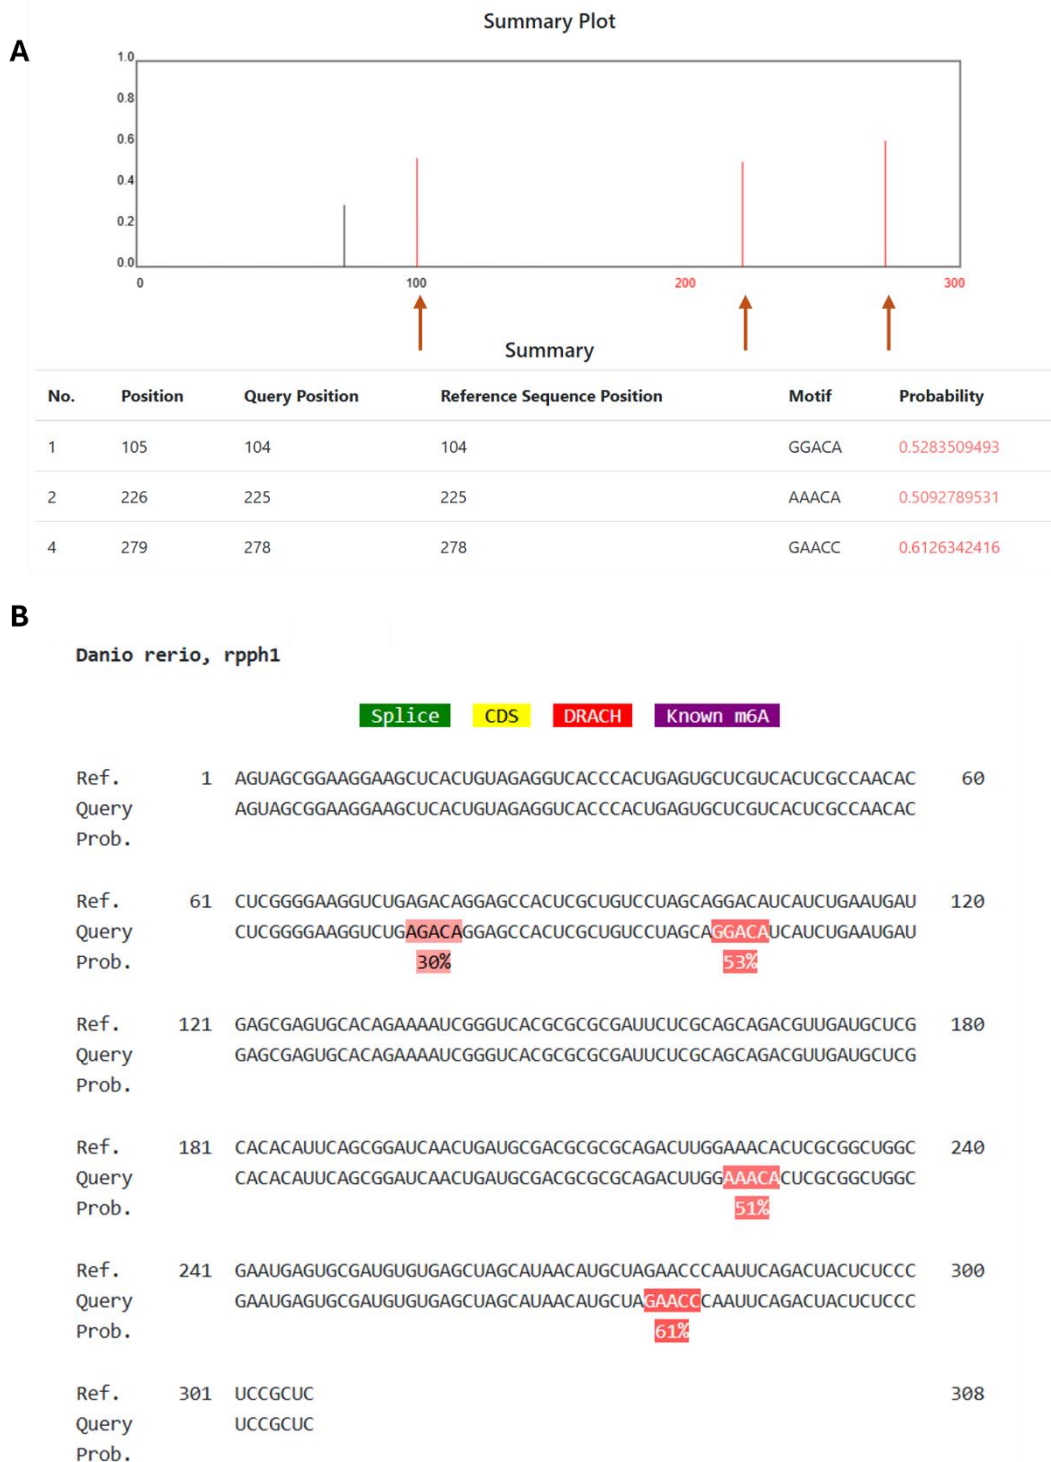 Summary Plot
A
1.0
0.8
0.6
0.4
0.2
0.0
0 100 200 300
Summary
No. Position Query Position Reference Sequence Position Motif Probability
1 105 104 104 GGACA 0.5283509493
2 226 225 225 AAACA 0.5092789531
4 279 278 278 GAACC 0.6126342416
B
Danio rerio, rpph1
Splice CDS DRACH Known m6A
Ref. 1 AGUAGCGGAAGGAAGCUCACUGUAGAGGUCACCCACUGAGUGCUCGUCACUCGCCAACAC 60
Query AGUAGCGGAAGGAAGCUCACUGUAGAGGUCACCCACUGAGUGCUCGUCACUCGCCAACAC
Prob.
Ref. 61 CUCGGGGAAGGUCUGAGACAGGAGCCACUCGCUGUCCUAGCAGGACAUCAUCUGAAUGAU 120
Query CUCGGGGAAGGUCUGAGACAGGAGCCACUCGCUGUCCUAGCAGGACAUCAUCUGAAUGAU
Prob. 30% 53%
Ref. 121 GAGCGAGUGCACAGAAAAUCGGGUCACGCGCGCGAUUCUCGCAGCAGACGUUGAUGCUCG 180
Query GAGCGAGUGCACAGAAAAUCGGGUCACGCGCGCGAUUCUCGCAGCAGACGUUGAUGCUCG
Prob.
Ref. 181 CACACAUUCAGCGGAUCAACUGAUGCGACGCGCGCAGACUUGGAAACACUCGCGGCUGGC 240
Query CACACAUUCAGCGGAUCAACUGAUGCGACGCGCGCAGACUUGGAAACACUCGCGGCUGGC
Prob. 51%
Ref. 241 GAAUGAGUGCGAUGUGUGAGCUAGCAUAACAUGCUAGAACCCAAUUCAGACUACUCUCCC 300
Query GAAUGAGUGCGAUGUGUGAGCUAGCAUAACAUGCUAGAACCCAAUUCAGACUACUCUCCC
Prob. 61%
Ref. 301 UCCGCUC 308
Query UCCGCUC
Prob.